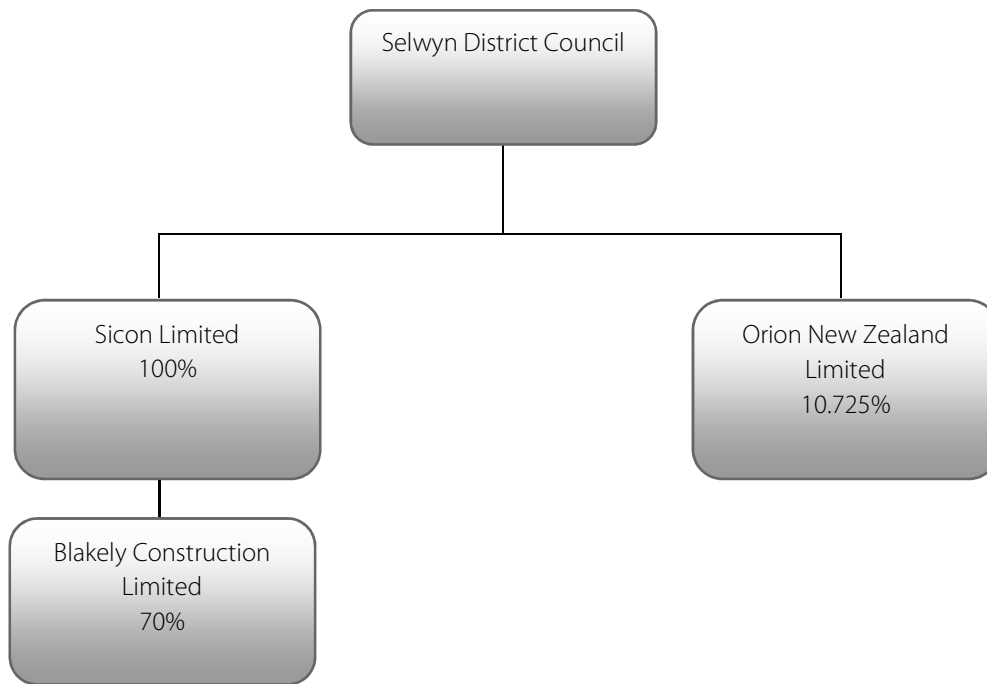 Selwyn District Council
Sicon Limited
100%
Orion New Zealand
Limited
10.725%
Blakely Construction
Limited
70%